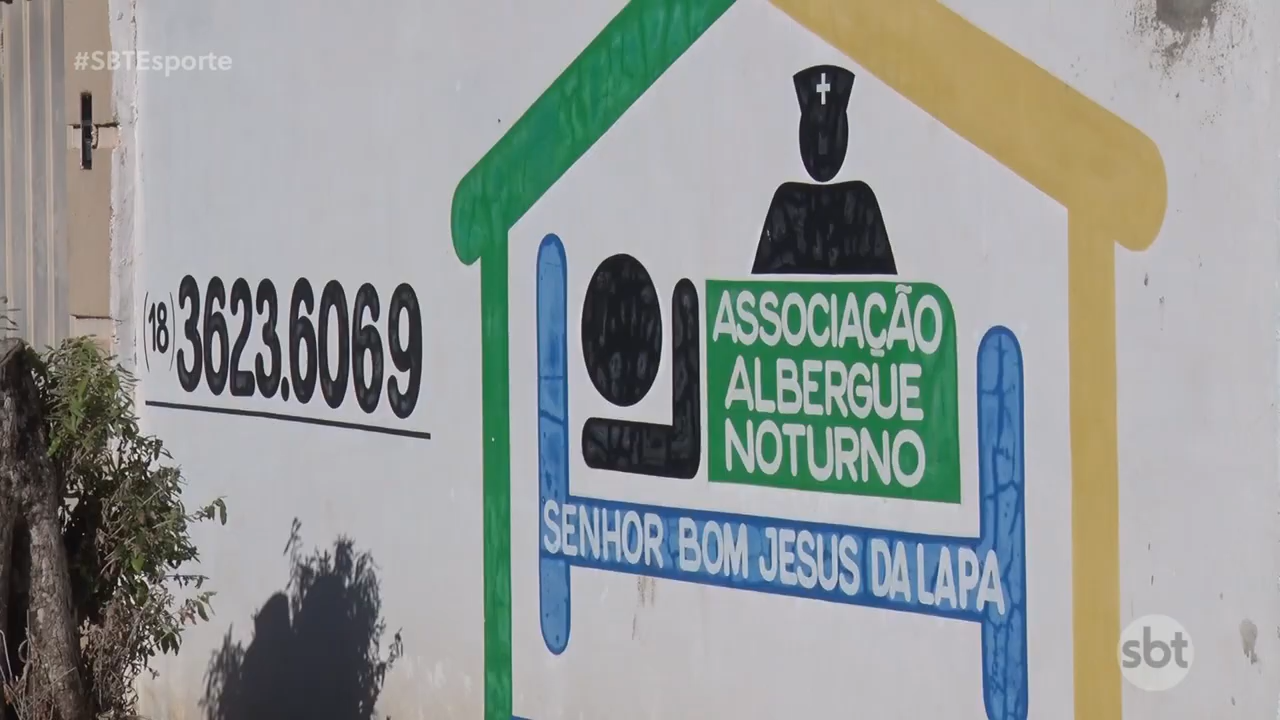 #SBTEsporte
(18) 3623.6069
ASSOCIAÇÃO
ALBERGUE
NOTURNO
SENHOR BOM JESUS DA LAPA
sbt